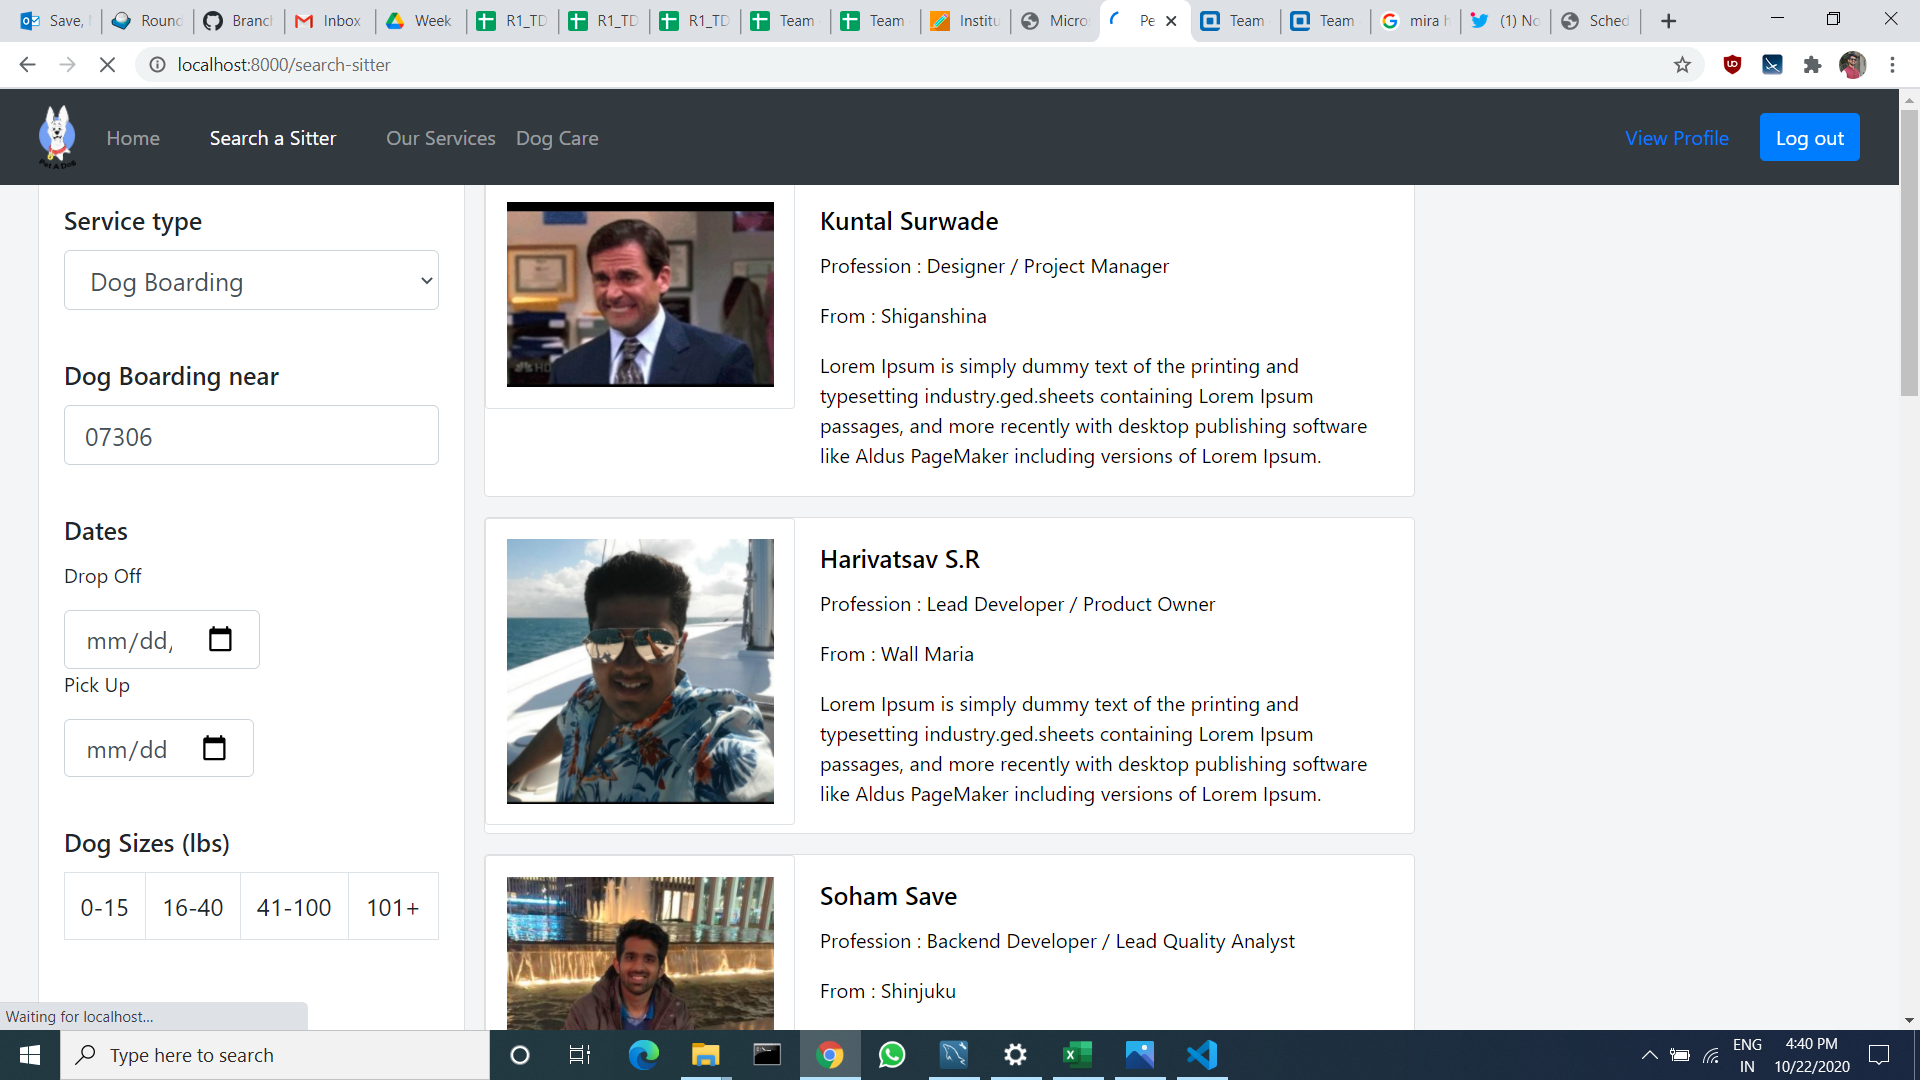 Save,
Round
Branch
Inbox
Week
R1_TD
R1_TD
R1_TD
Team
Team
Institu
Micro
Pe
Team
Team
mira h
(1) No
Sched
localhost:8000/search-sitter
Pet A Dog
Home
Search a Sitter
Our Services
Dog Care
View Profile
Log out
Service type
Dog Boarding
Dog Boarding near
07306
Dates
Drop Off
mm/dd,
Pick Up
mm/dd
Dog Sizes (lbs)
0-15
16-40
41-100
101+
Kuntal Surwade
Profession : Designer / Project Manager
From : Shiganshina
Lorem Ipsum is simply dummy text of the printing and
typesetting industry.ged.sheets containing Lorem Ipsum
passages, and more recently with desktop publishing software
like Aldus PageMaker including versions of Lorem Ipsum.
Harivatsav S.R
Profession : Lead Developer / Product Owner
From : Wall Maria
Lorem Ipsum is simply dummy text of the printing and
typesetting industry.ged.sheets containing Lorem Ipsum
passages, and more recently with desktop publishing software
like Aldus PageMaker including versions of Lorem Ipsum.
Soham Save
Profession : Backend Developer / Lead Quality Analyst
From : Shinjuku
Waiting for localhost...
Type here to search
ENG
IN
4:40 PM
10/22/2020